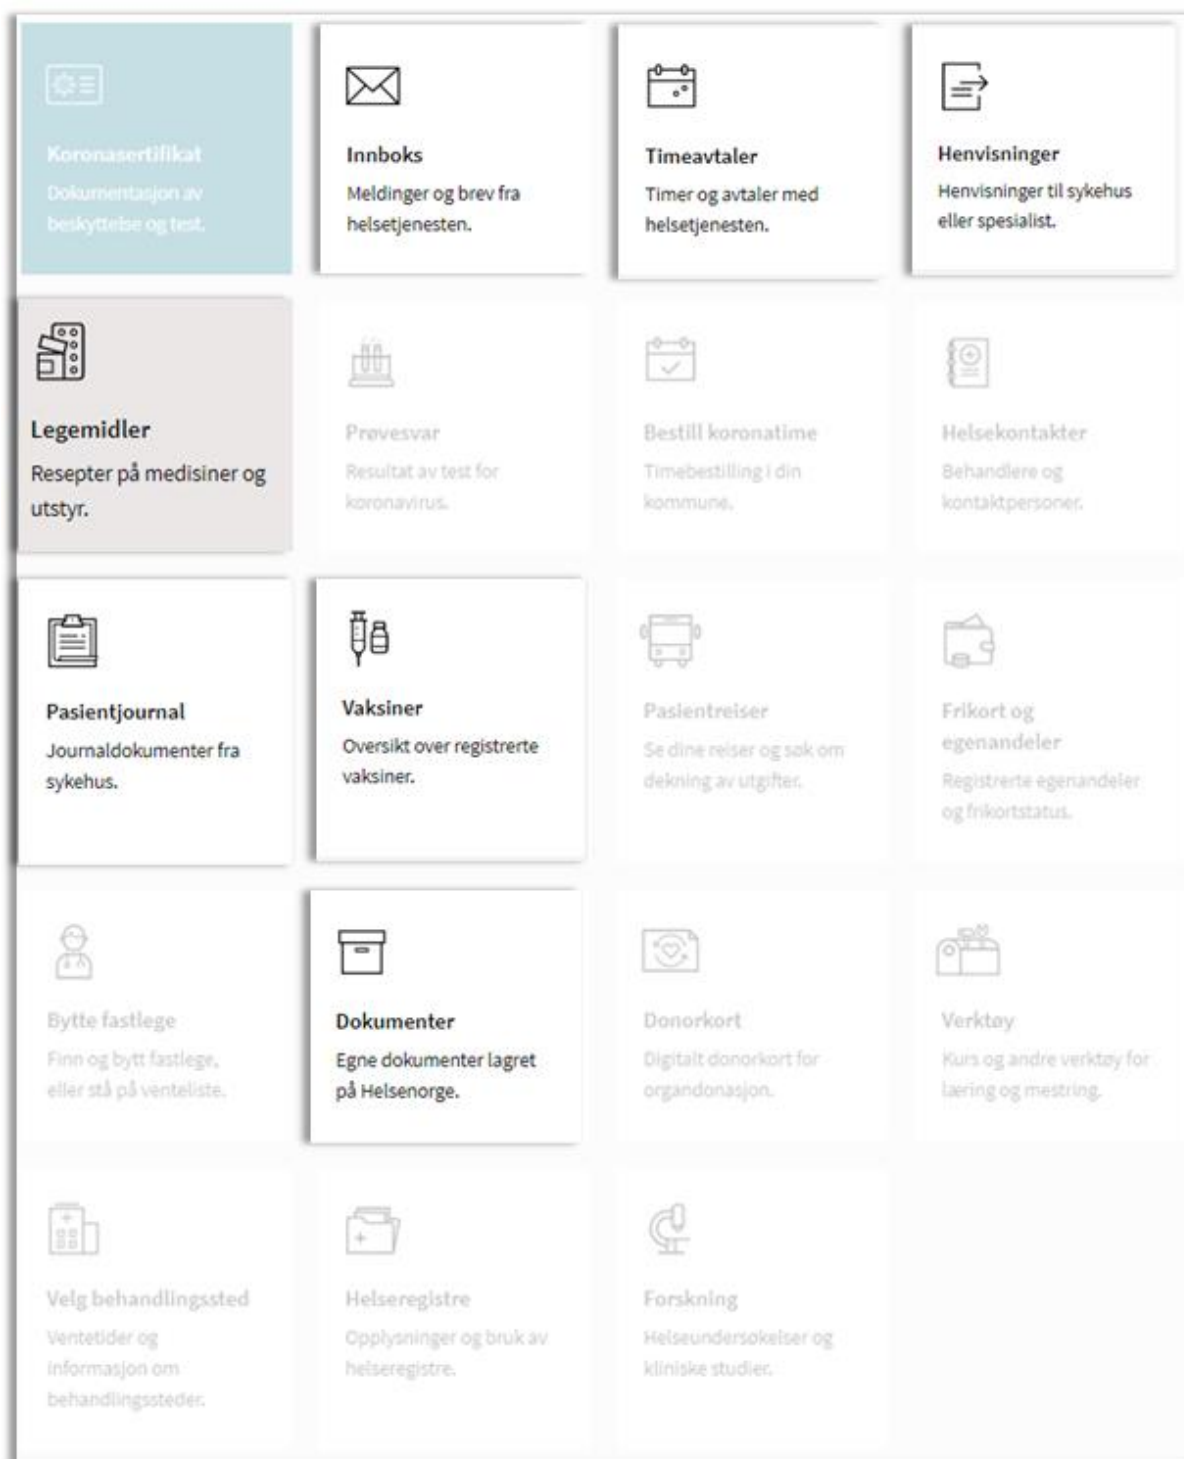 Koronasertifikat
Dokumentasjon av
beskyttelse og test.
Innboks
Meldinger og brev fra
helsetjenesten.
Timeavtaler
Timer og avtaler med
helsetjenesten.
Henvisninger
Henvisninger til sykehus
eller spesialist.
Legemidler
Resepter på medisiner og
utstyr.
Prøvesvar
Resultat av test for
koronavirus.
Bestill koronatime
Timebestilling i din
kommune.
Helsekontakter
Behandlere og
kontaktpersoner.
Pasientjournal
Journaldokumenter fra
sykehus.
Vaksiner
Oversikt over registrerte
vaksiner.
Pasientreiser
Se dine reiser og søk om
dekning av utgifter.
Frikort og
egenandeler
Registrerte egenandeler
og frikortstatus.
Bytte fastlege
Finn og bytt fastlege,
eller stå på venteliste.
Dokumenter
Egne dokumenter lagret
på Helsenorge.
Donorkort
Digitalt donorkort for
organdonasjon.
Verktøy
Kurs og andre verktøy for
læring og mestring.
Velg behandlingssted
Ventetider og
informasjon om
behandlingssteder.
Helseregistre
Opplysninger og bruk av
helseregistre.
Forskning
Helseundersøkelser og
kliniske studier.